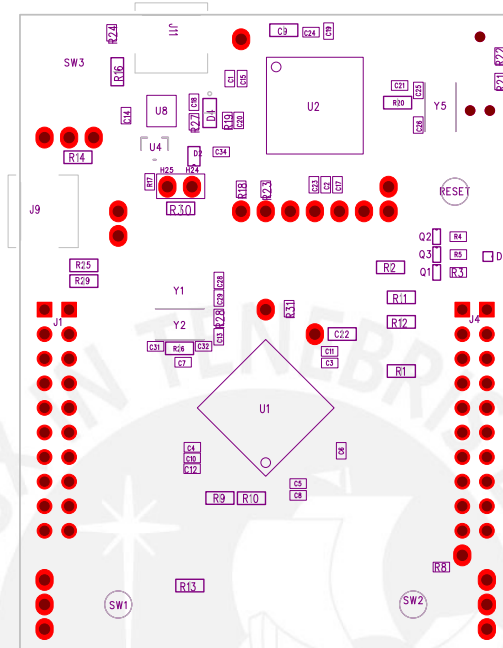 R24
J11
C9
C24
C19
SW3
R16
R22
C1
C15
R21
C18
U8
D4
U2
C21
C25
R20
Y5
C14
R27
R19
C20
C26
U4
D2
C34
R14
H25
H24
R17
R18
R23
C23
C2
C17
RESET
J9
R30
Q2
R4
Q3
R5
D
R25
R2
Q1
R3
R29
C28
Y1
C29
R11
J1
R28
R31
J4
Y2
R12
C13
C22
C31
R26
C32
C11
C7
C3
R1
IN TENEBRIS
U1
C4
C6
C10
C12
C5
R9
R10
C8
R8
R13
SW1
SW2